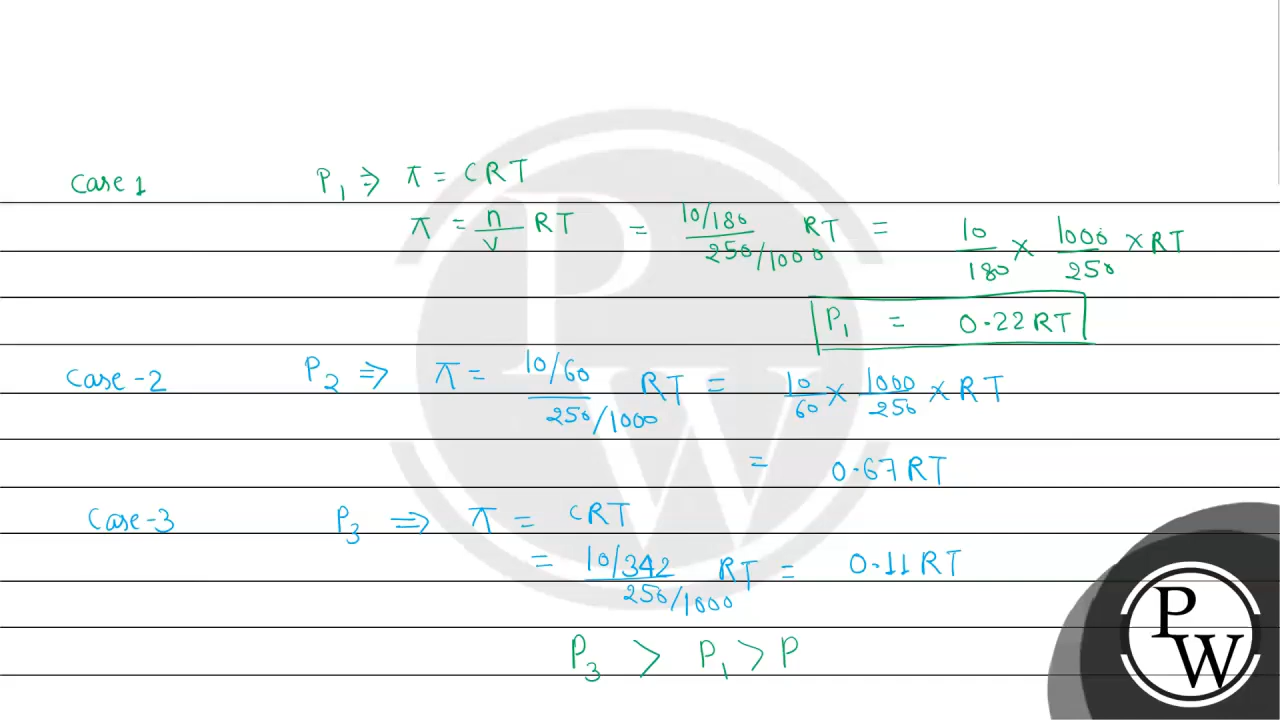 Case 1 P₁ ⇒ π = CRT
π = n/V RT = (10/180)/(250/1000) RT = 10/180 × 1000/250 × RT
P₁ = 0.22 RT
Case-2 P₂ ⇒ π = (10/60)/(250/1000) RT = 10/60 × 1000/250 × RT
= 0.67 RT
Case-3 P₃ ⇒ π = CRT
= (10/342)/(250/1000) RT = 0.11 RT
P₃ > P₁ > P
PW
PW